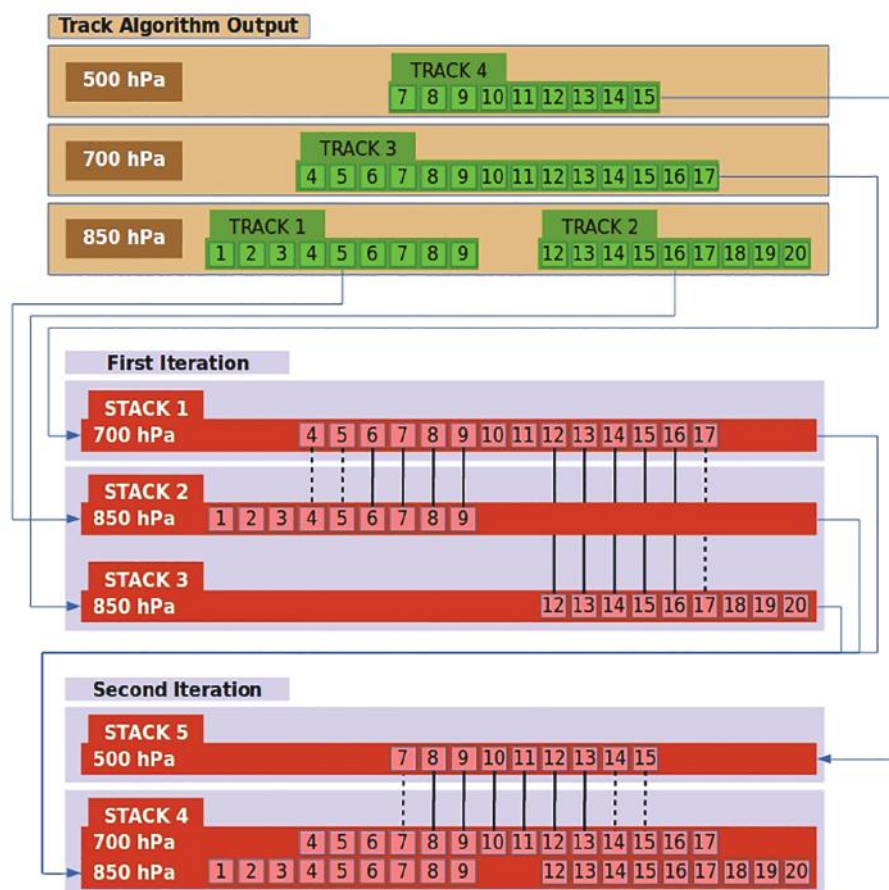 Track Algorithm Output
TRACK 4
500 hPa
7 8 9 10 11 12 13 14 15
TRACK 3
700 hPa
4 5 6 7 8 9 10 11 12 13 14 15 16 17
TRACK 1 TRACK 2
850 hPa
1 2 3 4 5 6 7 8 9 12 13 14 15 16 17 18 19 20
First Iteration
STACK 1
700 hPa 4 5 6 7 8 9 10 11 12 13 14 15 16 17
STACK 2
850 hPa 1 2 3 4 5 6 7 8 9
STACK 3
850 hPa 12 13 14 15 16 17 18 19 20
Second Iteration
STACK 5
500 hPa 7 8 9 10 11 12 13 14 15
STACK 4
700 hPa 4 5 6 7 8 9 10 11 12 13 14 15 16 17
850 hPa 1 2 3 4 5 6 7 8 9 12 13 14 15 16 17 18 19 20